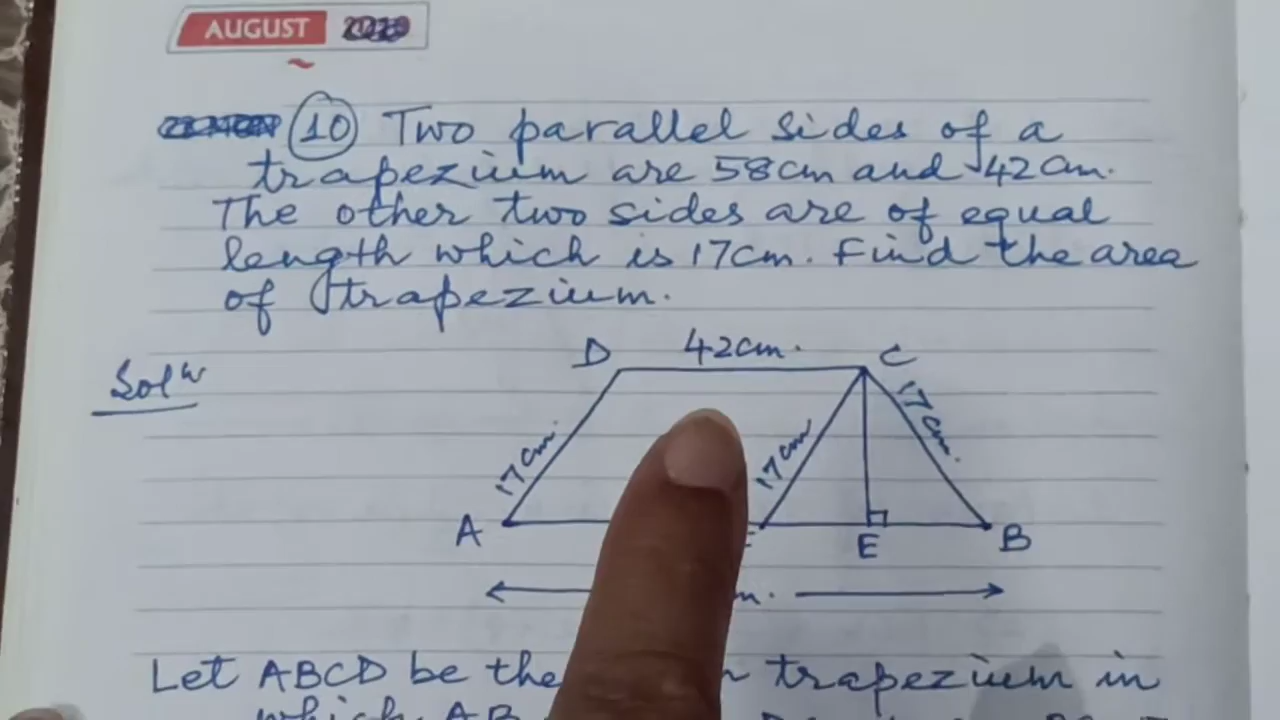 AUGUST
(10) Two parallel sides of a
trapezium are 58cm and 42cm.
The other two sides are of equal
length which is 17cm. Find the area
of trapezium.
Solⁿ
D 42cm. C
17cm. 17cm 17cm.
A E B
Let ABCD be the trapezium in
which AB